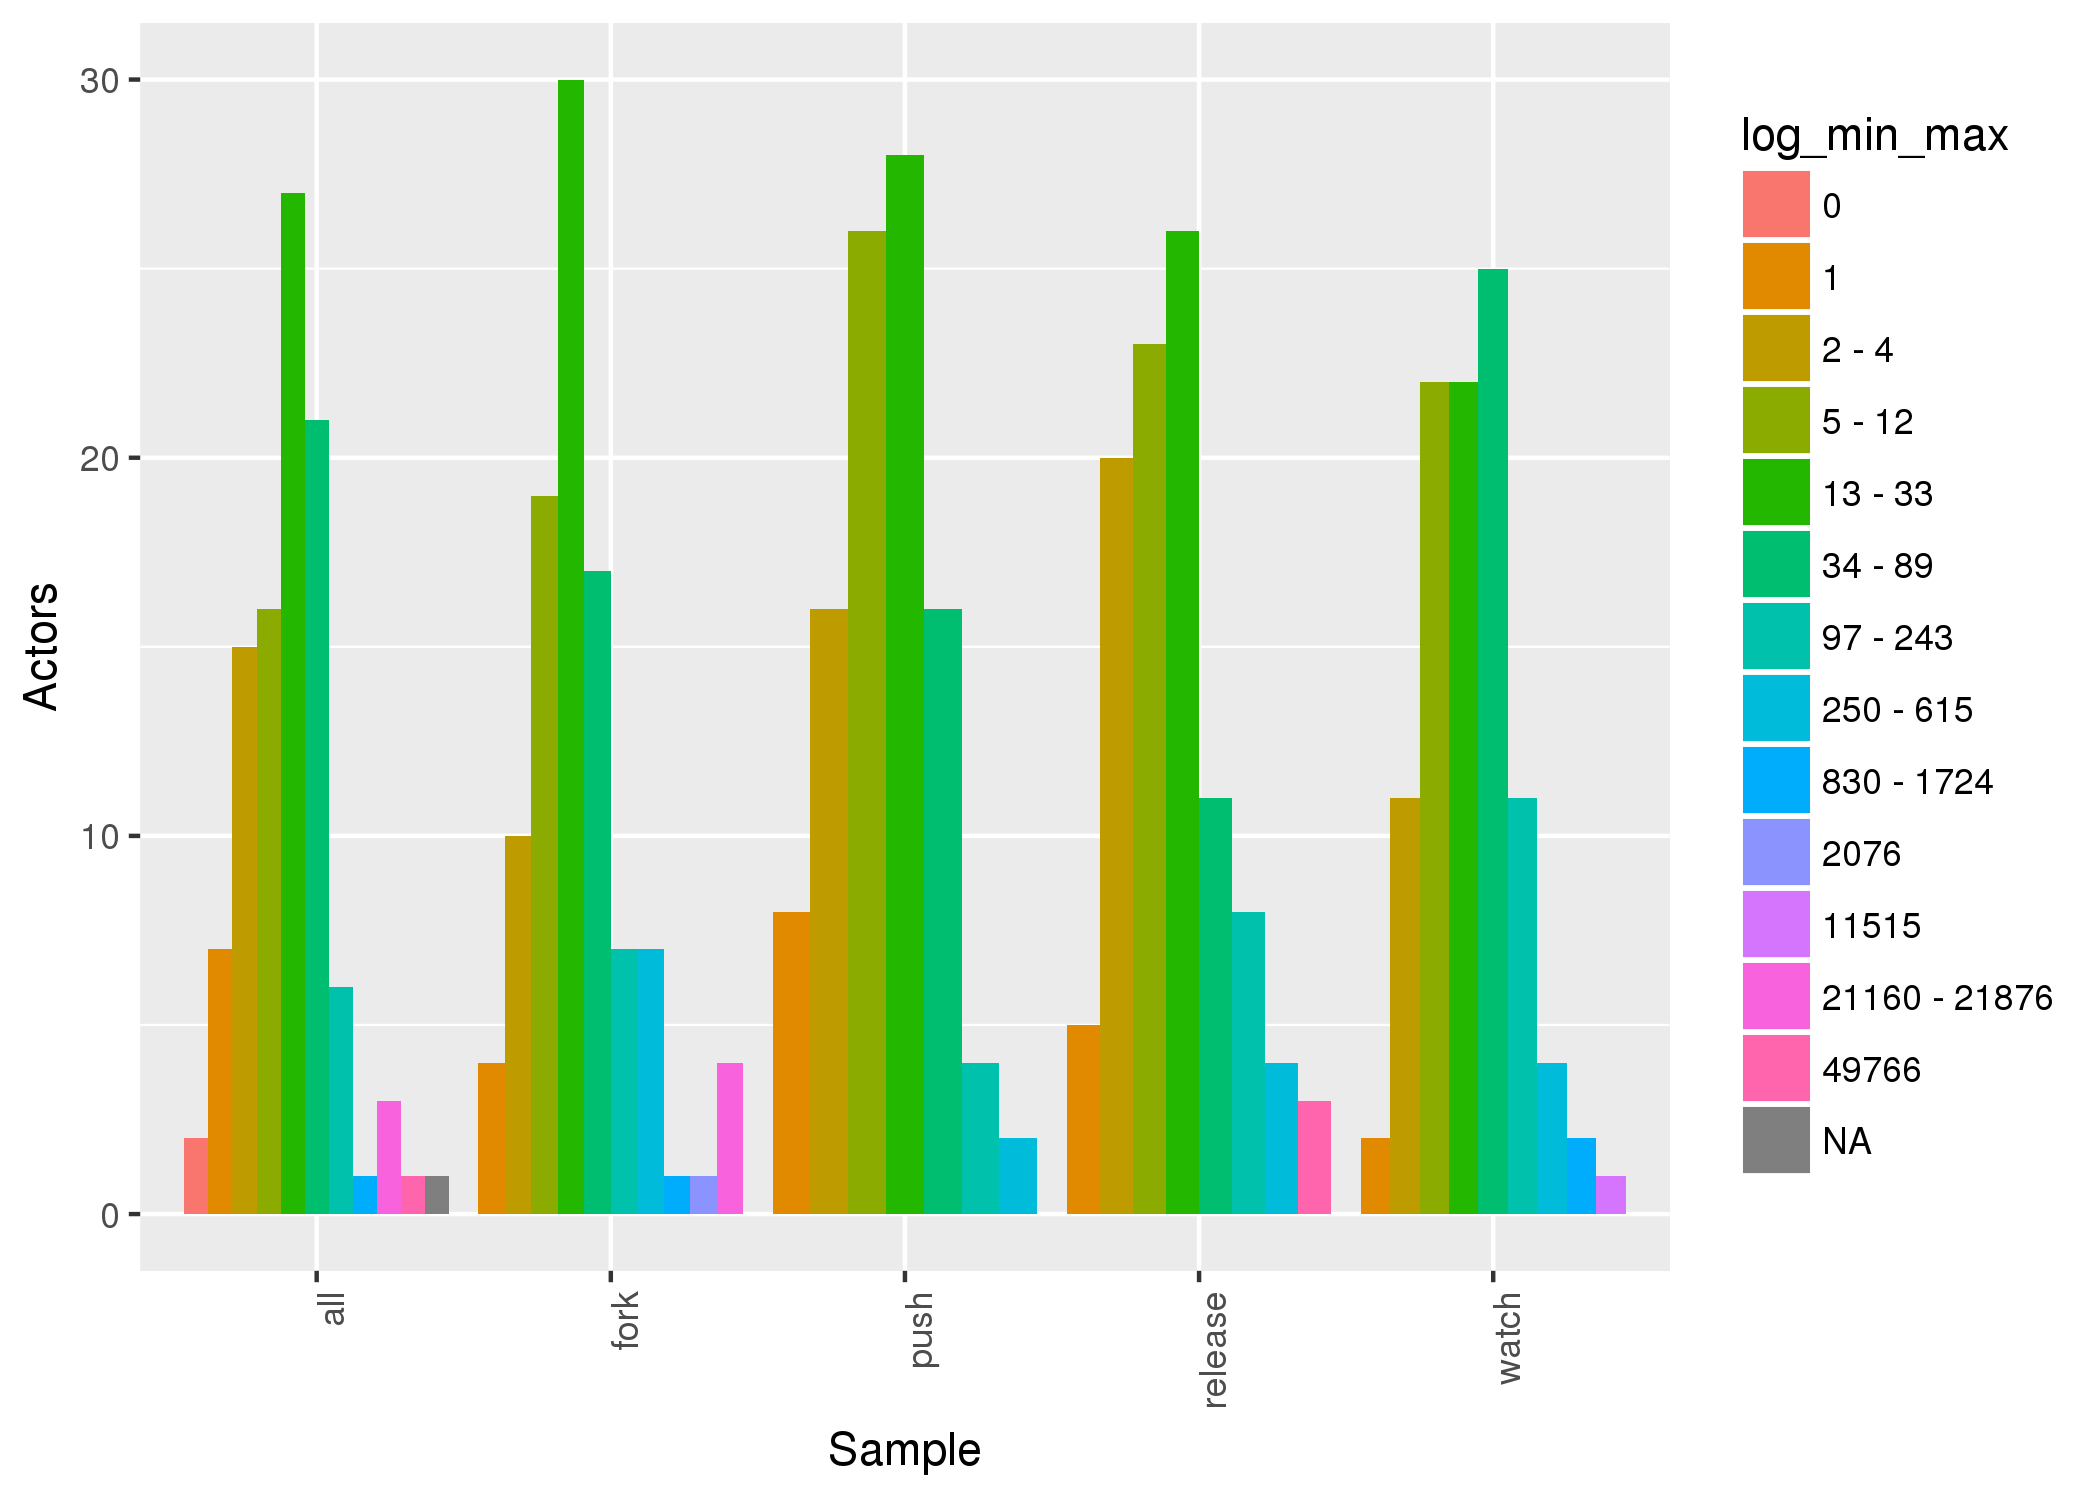 30
20
10
0
Actors
all
fork
push
release
watch
Sample
log_min_max
0
1
2 - 4
5 - 12
13 - 33
34 - 89
97 - 243
250 - 615
830 - 1724
2076
11515
21160 - 21876
49766
NA